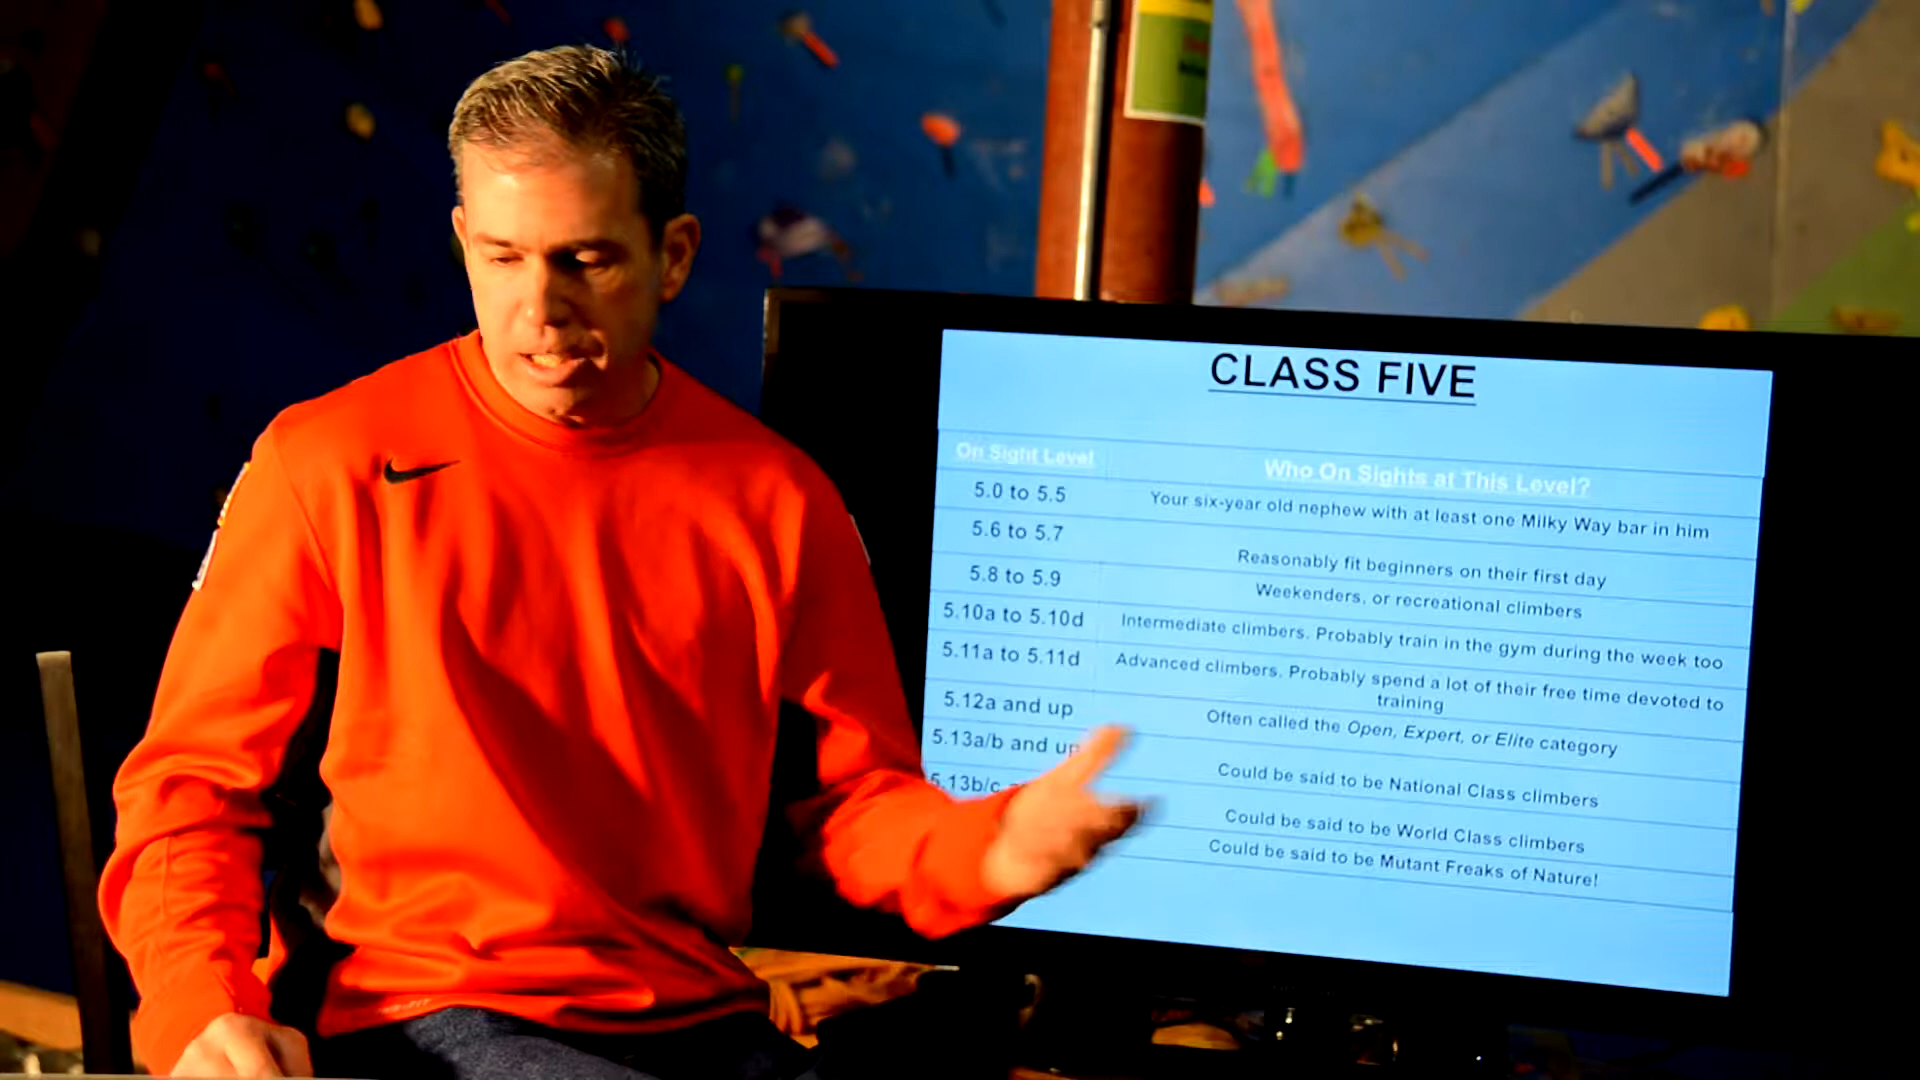 CLASS FIVE
On Sight Level Who On Sights at This Level?
5.0 to 5.5 Your six-year old nephew with at least one Milky Way bar in him
5.6 to 5.7 Reasonably fit beginners on their first day
5.8 to 5.9 Weekenders, or recreational climbers
5.10a to 5.10d Intermediate climbers. Probably train in the gym during the week too
5.11a to 5.11d Advanced climbers. Probably spend a lot of their free time devoted to
training
5.12a and up Often called the Open, Expert, or Elite category
5.13a/b and up Could be said to be National Class climbers
5.13b/c Could be said to be World Class climbers
Could be said to be Mutant Freaks of Nature!